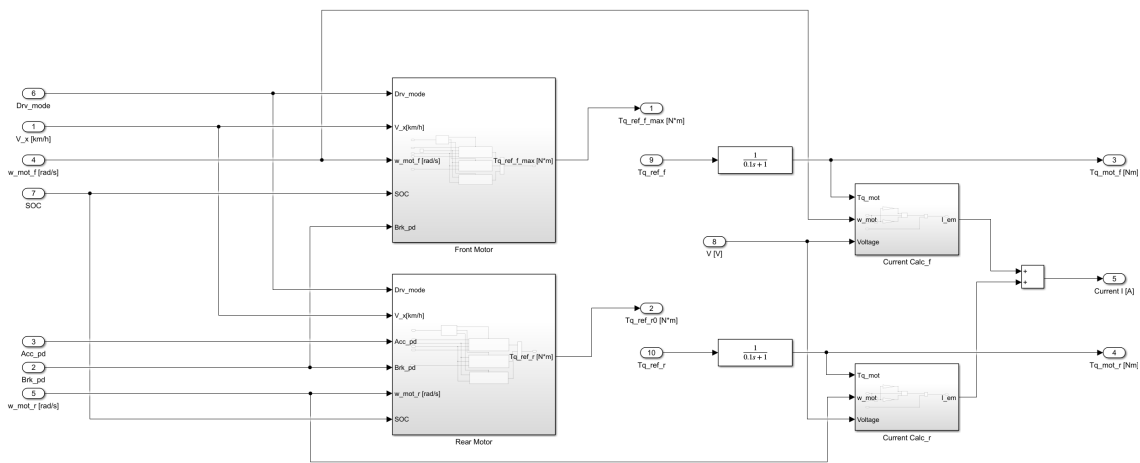 6
Drv_mode
1
V_x [km/h]
4
w_mot_f [rad/s]
7
SOC
Drv_mode
V_x[km/h]
w_mot_f [rad/s]
SOC
Brk_pd
Tq_ref_f_max [N*m]
Front Motor
1
Tq_ref_f_max [N*m]
3
Acc_pd
2
Brk_pd
5
w_mot_r [rad/s]
Drv_mode
V_x[km/h]
Acc_pd
Brk_pd
w_mot_r [rad/s]
SOC
Tq_ref_r [N*m]
Rear Motor
2
Tq_ref_r0 [N*m]
9
Tq_ref_f
1
0.1s + 1
3
Tq_mot_f [Nm]
8
V [V]
Tq_mot
w_mot
Voltage
I_em
Current Calc_f
+
+
5
Current I [A]
10
Tq_ref_r
1
0.1s + 1
4
Tq_mot_r [Nm]
Tq_mot
w_mot
Voltage
I_em
Current Calc_r